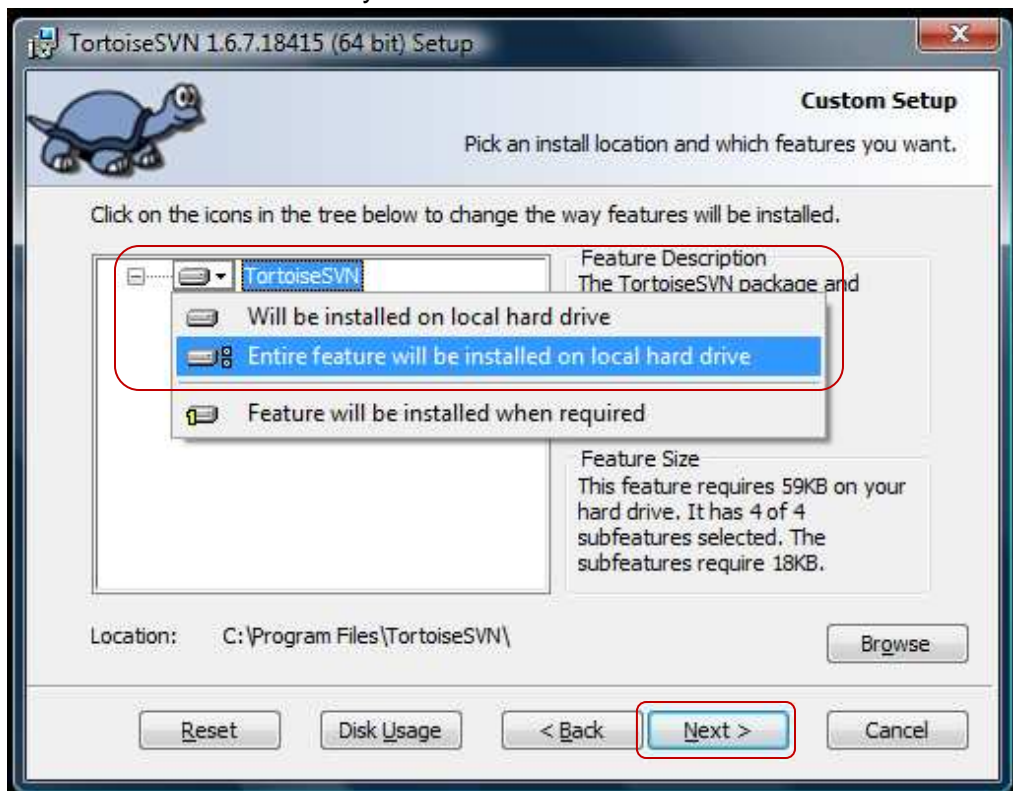 TortoiseSVN 1.6.7.18415 (64 bit) Setup
Custom Setup
Pick an install location and which features you want.
Click on the icons in the tree below to change the way features will be installed.
TortoiseSVN
Feature Description
The TortoiseSVN package and
Will be installed on local hard drive
Entire feature will be installed on local hard drive
Feature will be installed when required
Feature Size
This feature requires 59KB on your
hard drive. It has 4 of 4
subfeatures selected. The
subfeatures require 18KB.
Location: C:\Program Files\TortoiseSVN\
Browse
Reset Disk Usage < Back Next > Cancel